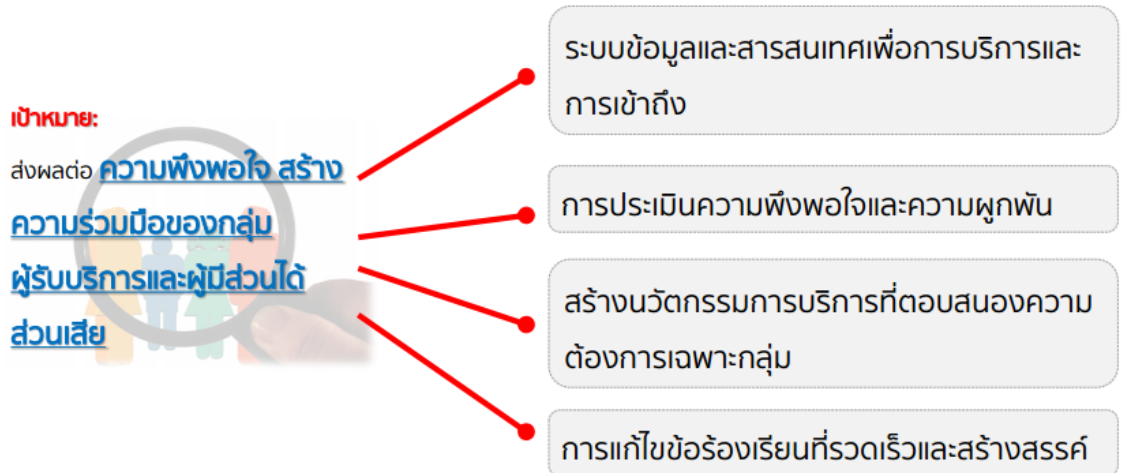 เป้าหมาย:
ส่งผลต่อ ความพึงพอใจ สร้าง
ความร่วมมือของกลุ่ม
ผู้รับบริการและผู้มีส่วนได้
ส่วนเสีย
ระบบข้อมูลและสารสนเทศเพื่อการบริการและ
การเข้าถึง
การประเมินความพึงพอใจและความผูกพัน
สร้างนวัตกรรมการบริการที่ตอบสนองความ
ต้องการเฉพาะกลุ่ม
การแก้ไขข้อร้องเรียนที่รวดเร็วและสร้างสรรค์